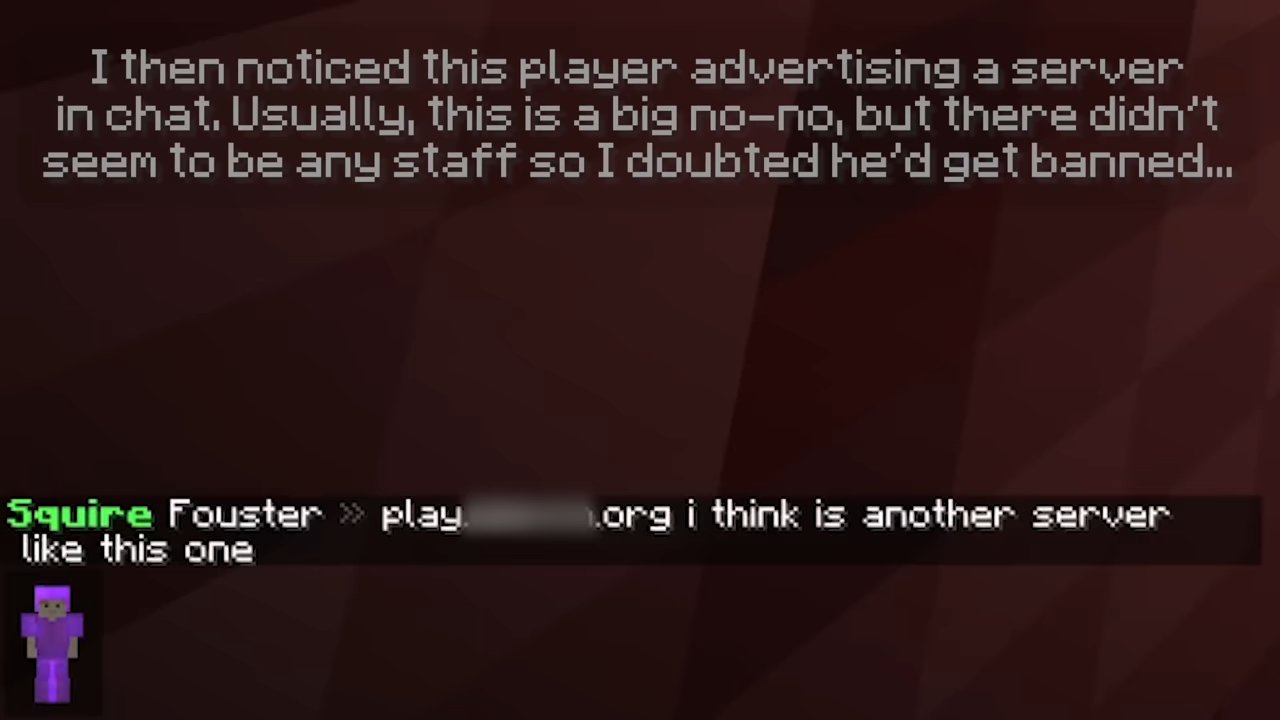 I then noticed this player advertising a server
in chat. Usually, this is a big no-no, but there didn't
seem to be any staff so I doubted he'd get banned...
Squire Fouster » play. .org i think is another server
like this one